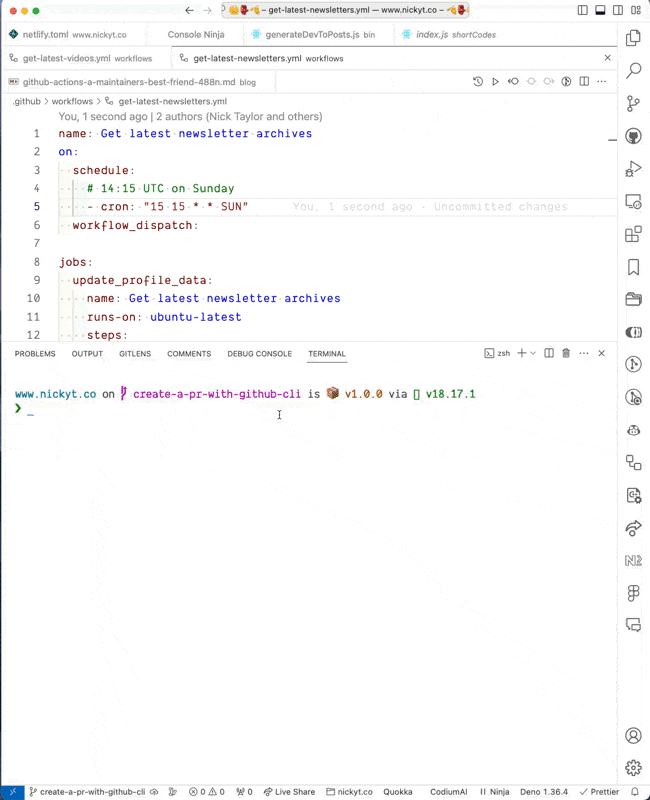 – get-latest-newsletters.yml — www.nickyt.co –
netlify.toml www.nickyt.co Console Ninja generateDevToPosts.js bin index.js shortCodes
get-latest-videos.yml workflows get-latest-newsletters.yml workflows
github-actions-a-maintainers-best-friend-488n.md blog
.github › workflows › get-latest-newsletters.yml
You, 1 second ago | 2 authors (Nick Taylor and others)
1 name: Get latest newsletter archives
2 on:
3 schedule:
4 # 14:15 UTC on Sunday
5 - cron: "15 15 * * SUN" You, 1 second ago • Uncommitted changes
6 workflow_dispatch:
7
8 jobs:
9 update_profile_data:
10 name: Get latest newsletter archives
11 runs-on: ubuntu-latest
12 steps:
PROBLEMS OUTPUT GITLENS COMMENTS DEBUG CONSOLE TERMINAL zsh
www.nickyt.co on create-a-pr-with-github-cli is v1.0.0 via v18.17.1
❯ _
create-a-pr-with-github-cli 0 0 0 Live Share nickyt.co Quokka CodiumAI Ninja Deno 1.36.4 Prettier